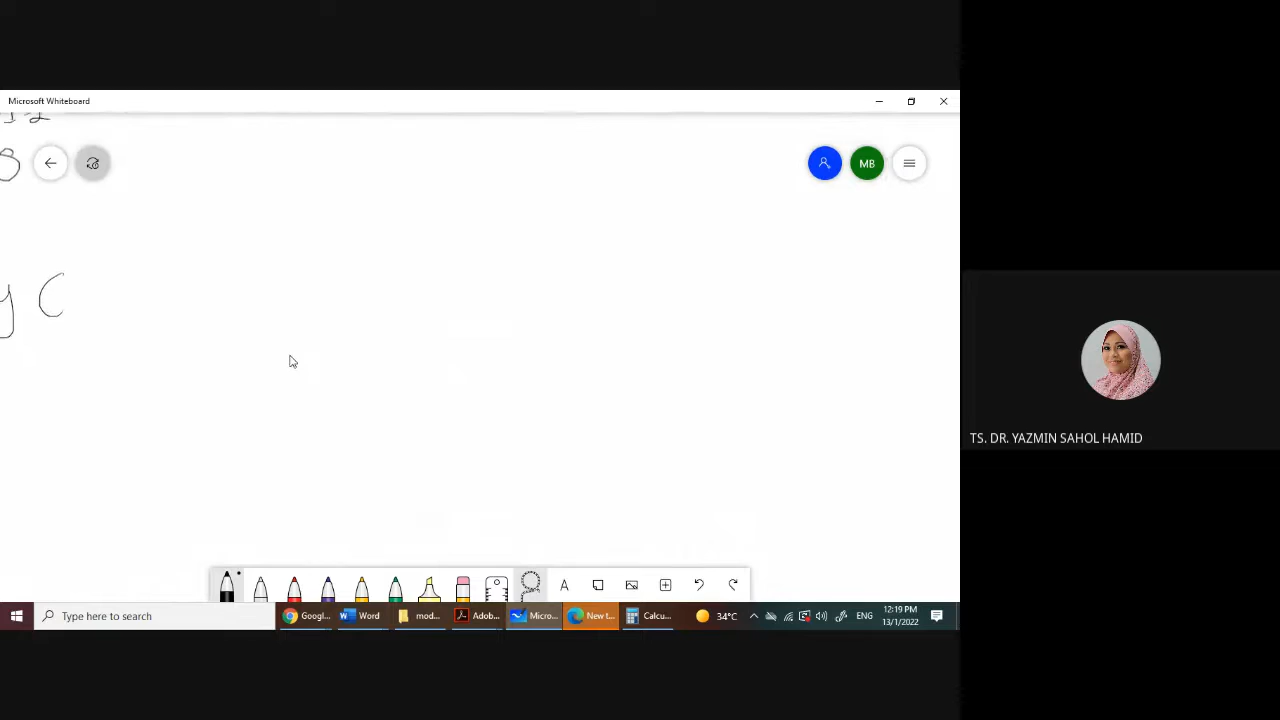 Microsoft Whiteboard
8
MB
y C
TS. DR. YAZMIN SAHOL HAMID
A
Type here to search
Googl...
Word
mod...
Adob...
Micro...
New t...
Calcu...
34°C
ENG
12:19 PM
13/1/2022